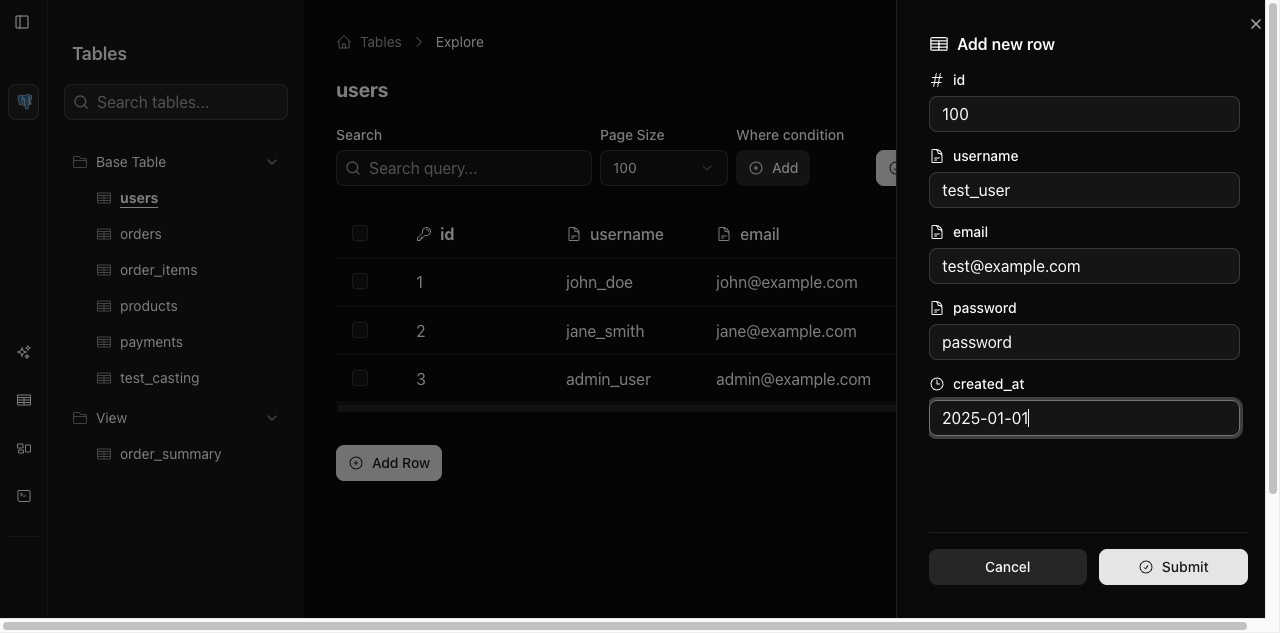 Tables
Search tables...
Base Table
users
orders
order_items
products
payments
test_casting
View
order_summary
Tables
Explore
users
Search
Page Size
Where condition
Search query...
100
Add
id
username
email
1
john_doe
john@example.com
2
jane_smith
jane@example.com
3
admin_user
admin@example.com
Add Row
Add new row
id
100
username
test_user
email
test@example.com
password
password
created_at
2025-01-01
Cancel
Submit